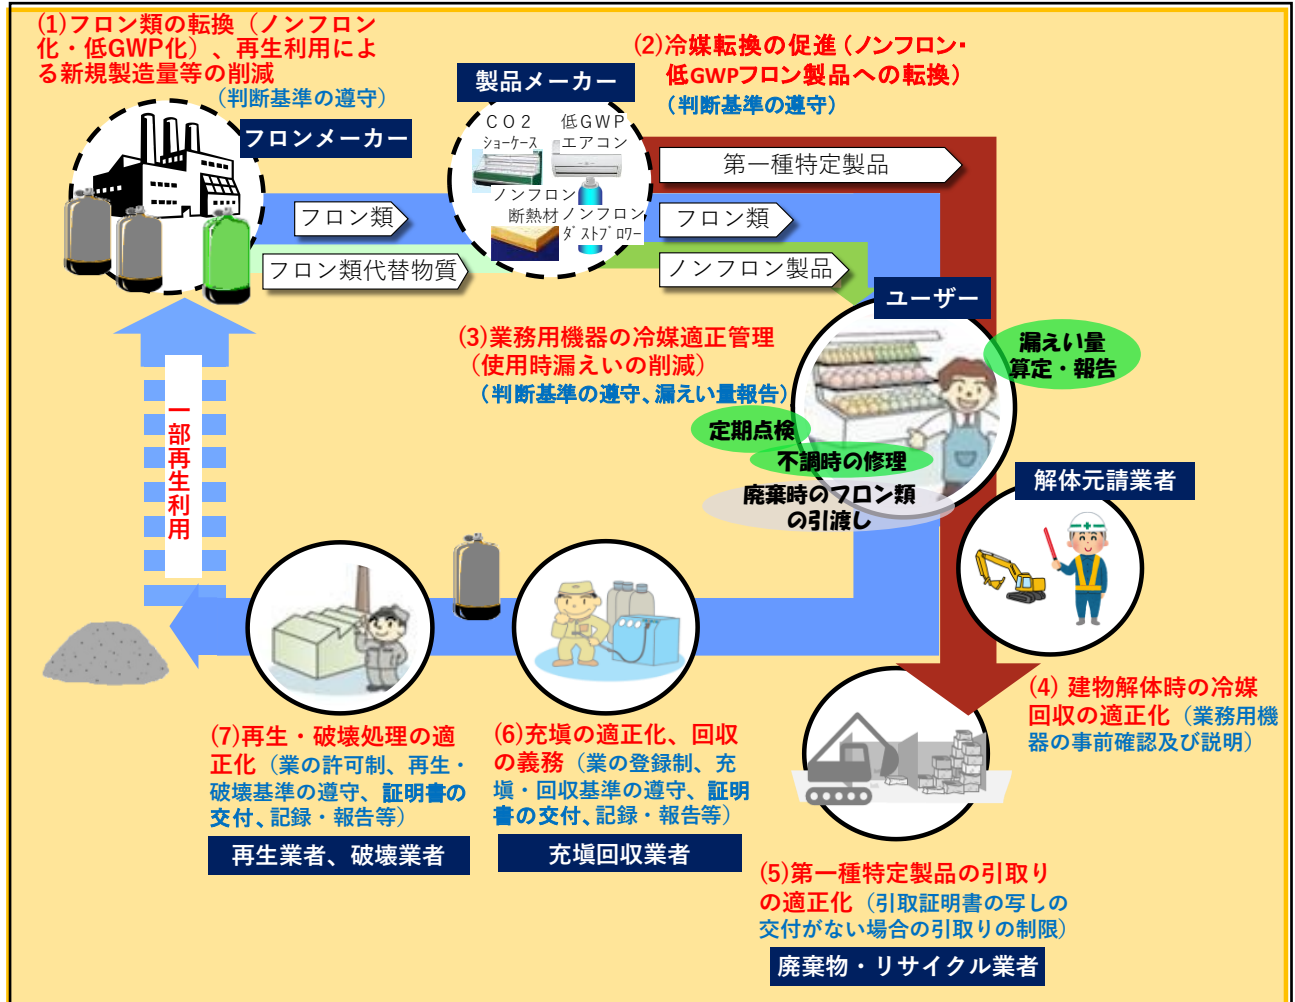 (1)フロン類の転換（ノンフロン
化・低GWP化）、再生利用によ
る新規製造量等の削減
（判断基準の遵守）
フロンメーカー
製品メーカー
(2)冷媒転換の促進（ノンフロン・
低GWPフロン製品への転換）
（判断基準の遵守）
ＣＯ２
ｼｮｰｹｰｽ
低ＧＷＰ
エアコン
ノンフロン
断熱材
ノンフロン
ﾀﾞｽﾄﾌﾞﾛﾜｰ
第一種特定製品
フロン類
フロン類
フロン類代替物質
ノンフロン製品
ユーザー
(3)業務用機器の冷媒適正管理
（使用時漏えいの削減）
（判断基準の遵守、漏えい量報告）
漏えい量
算定・報告
定期点検
不調時の修理
廃棄時のフロン類
の引渡し
一部再生利用
解体元請業者
(4) 建物解体時の冷媒
回収の適正化（業務用機
器の事前確認及び説明）
(7)再生・破壊処理の適
正化（業の許可制、再生・
破壊基準の遵守、証明書の
交付、記録・報告等）
再生業者、破壊業者
(6)充塡の適正化、回収
の義務（業の登録制、充
塡・回収基準の遵守、証明
書の交付、記録・報告等）
充塡回収業者
(5)第一種特定製品の引取り
の適正化（引取証明書の写しの
交付がない場合の引取りの制限）
廃棄物・リサイクル業者